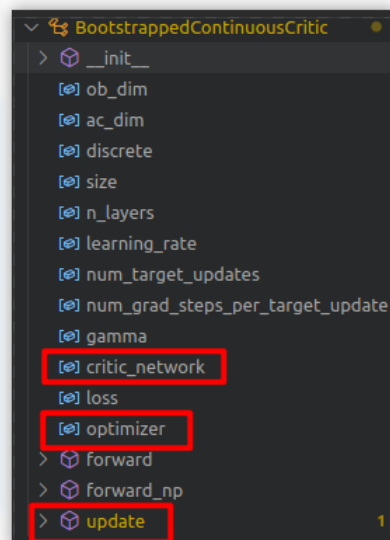 BootstrappedContinuousCritic
__init__
ob_dim
ac_dim
discrete
size
n_layers
learning_rate
num_target_updates
num_grad_steps_per_target_update
gamma
critic_network
loss
optimizer
forward
forward_np
update 1